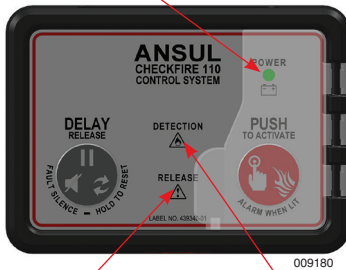 ANSUL
CHECKFIRE 110
CONTROL SYSTEM
POWER
DELAY
RELEASE
DETECTION
PUSH
TO ACTIVATE
RELEASE
FAULT SILENCE – HOLD TO RESET
ALARM WHEN LIT
LABEL NO. 439340-01
009180